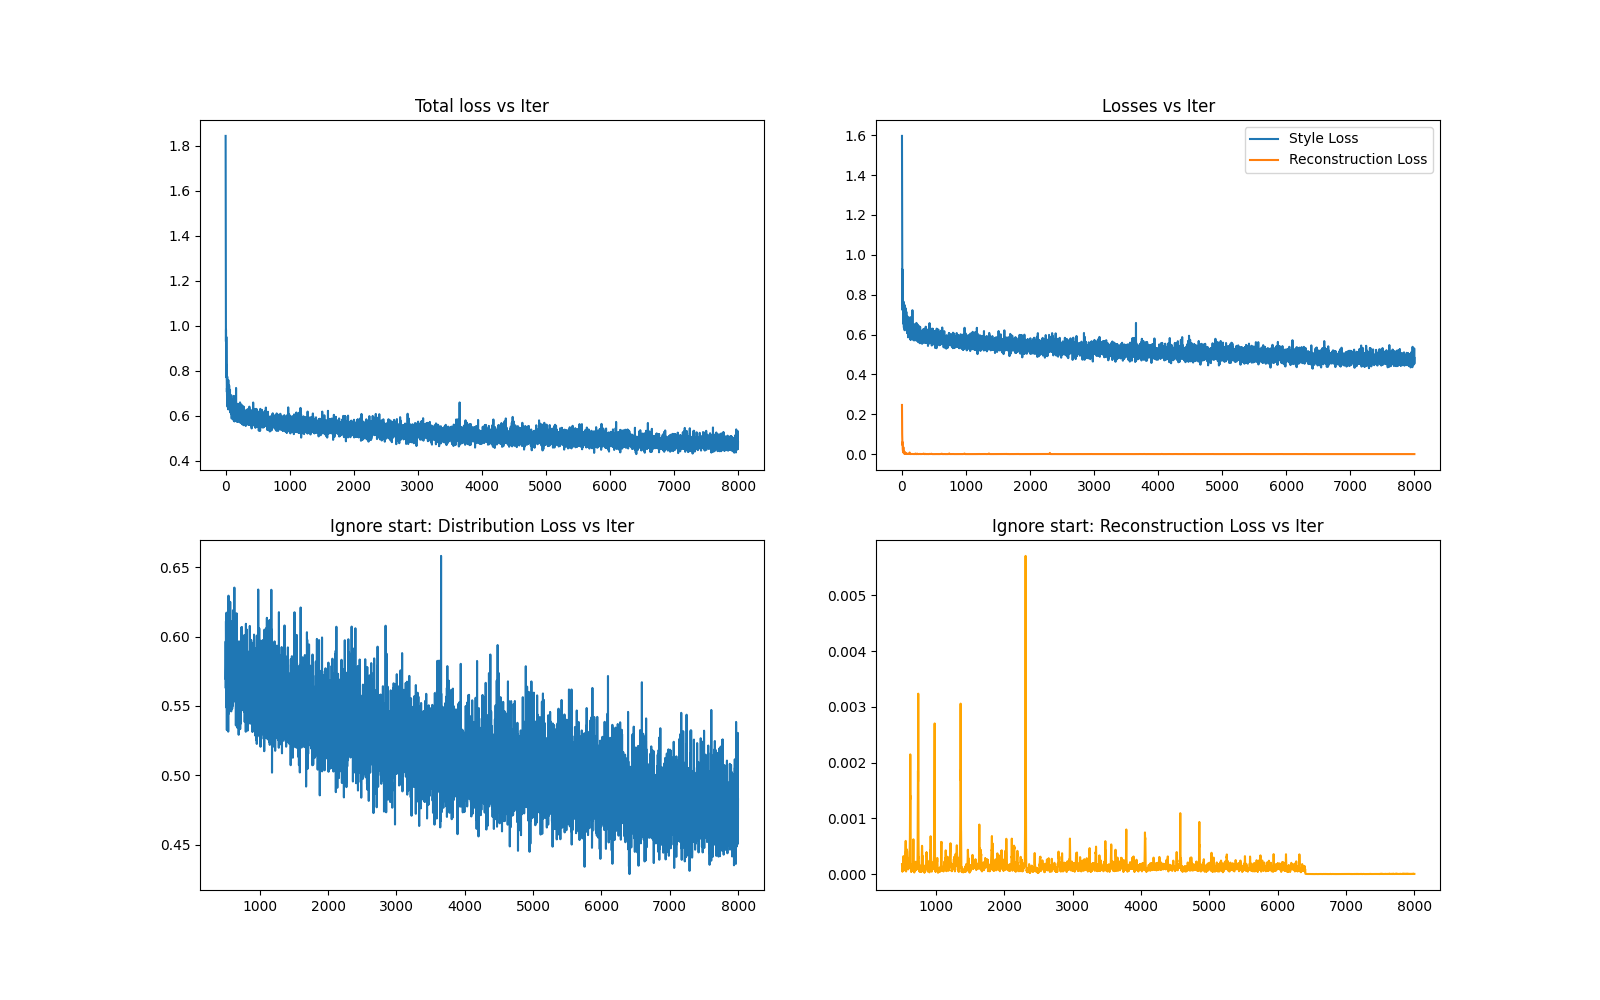 Total loss vs Iter
1.8
1.6
1.4
1.2
1.0
0.8
0.6
0.4
0 1000 2000 3000 4000 5000 6000 7000 8000
Losses vs Iter
Style Loss
Reconstruction Loss
1.6
1.4
1.2
1.0
0.8
0.6
0.4
0.2
0.0
0 1000 2000 3000 4000 5000 6000 7000 8000
Ignore start: Distribution Loss vs Iter
0.65
0.60
0.55
0.50
0.45
1000 2000 3000 4000 5000 6000 7000 8000
Ignore start: Reconstruction Loss vs Iter
0.005
0.004
0.003
0.002
0.001
0.000
1000 2000 3000 4000 5000 6000 7000 8000